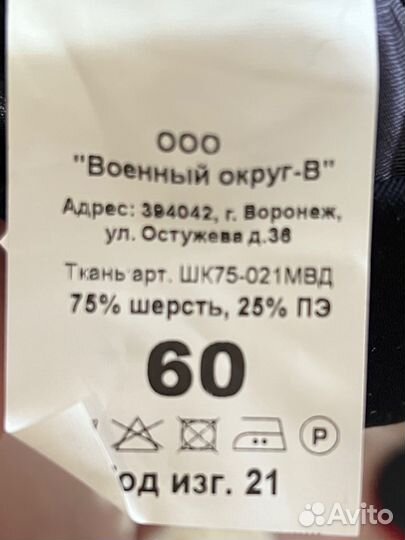 ООО
"Военный округ-В"
Адрес: 394042, г. Воронеж,
ул. Остужева д.36
Ткань арт. ШК75-021МВД
75% шерсть, 25% ПЭ
60
P
од изг. 21
Avito